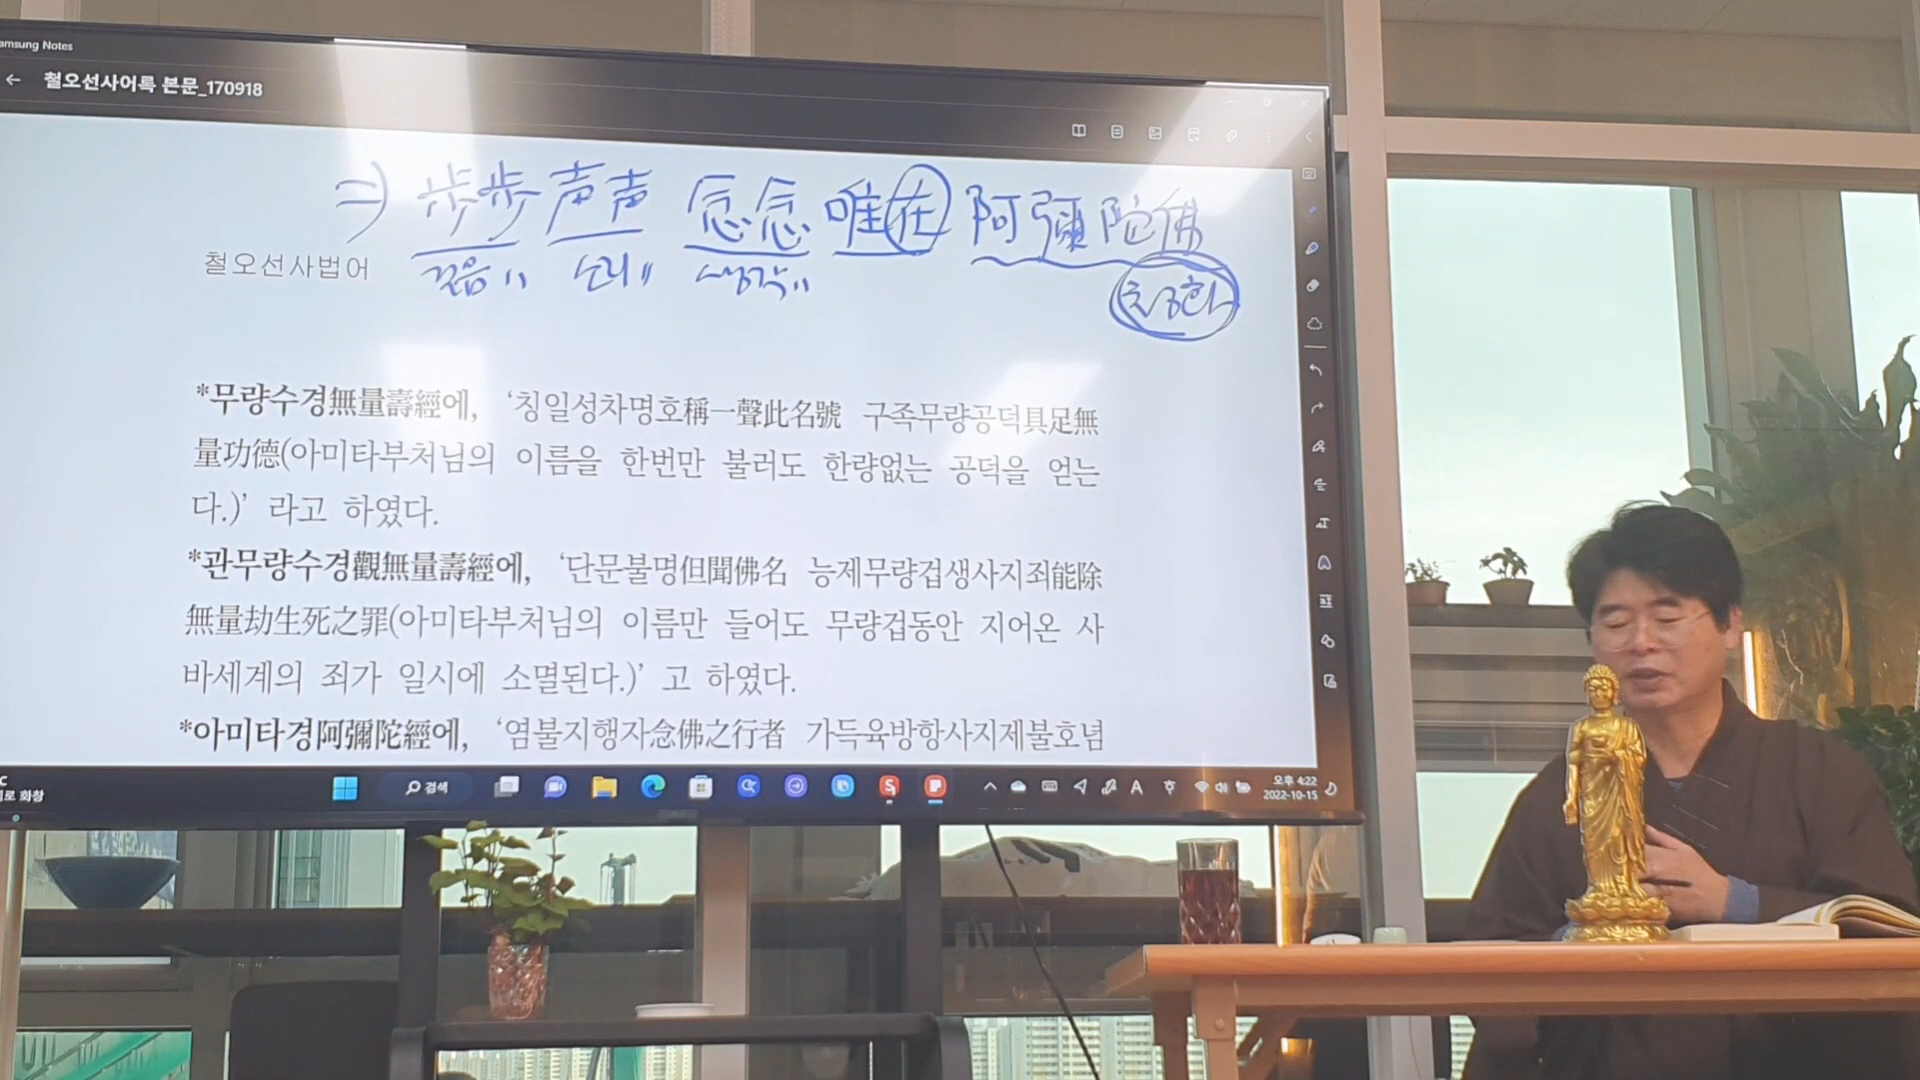 amsung Notes
← 철오선사어록 본문_170918
⇒ 步步声声 念念 唯在 阿彌陀佛
걸음〃 소리〃 생각〃
철오선사법어
*무량수경無量壽經에, ‘칭일성차명호稱一聲此名號 구족무량공덕具足無
量功德(아미타부처님의 이름을 한번만 불러도 한량없는 공덕을 얻는
다.)’ 라고 하였다.
*관무량수경觀無量壽經에, ‘단문불명但聞佛名 능제무량겁생사지죄能除
無量劫生死之罪(아미타부처님의 이름만 들어도 무량겁동안 지어온 사
바세계의 죄가 일시에 소멸된다.)’ 고 하였다.
*아미타경阿彌陀經에, ‘염불지행자念佛之行者 가득육방항사지제불호념
검색
A
오후 4:22
2022-10-15